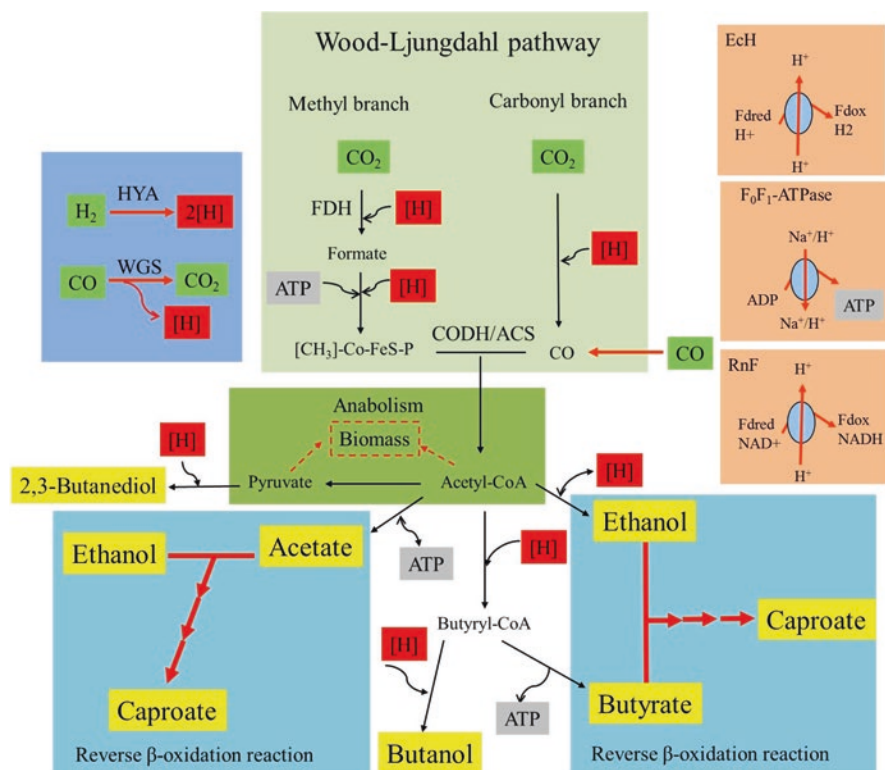 Wood-Ljungdahl pathway
Methyl branch
Carbonyl branch
CO₂
CO₂
FDH
[H]
[H]
Formate
ATP
[H]
[CH₃]-Co-FeS-P
CODH/ACS
CO
CO
HYA
H₂
2[H]
WGS
CO
CO₂
[H]
EcH
H⁺
Fdred
H+
Fdox
H2
H⁺
F₀F₁-ATPase
Na⁺/H⁺
ADP
ATP
Na⁺/H⁺
RnF
H⁺
Fdred
NAD+
Fdox
NADH
H⁺
Anabolism
Biomass
[H]
2,3-Butanediol
Pyruvate
Acetyl-CoA
[H]
Ethanol
Acetate
ATP
[H]
Ethanol
Caproate
Butyryl-CoA
[H]
Caproate
ATP
Butyrate
Butanol
Reverse β-oxidation reaction
Reverse β-oxidation reaction